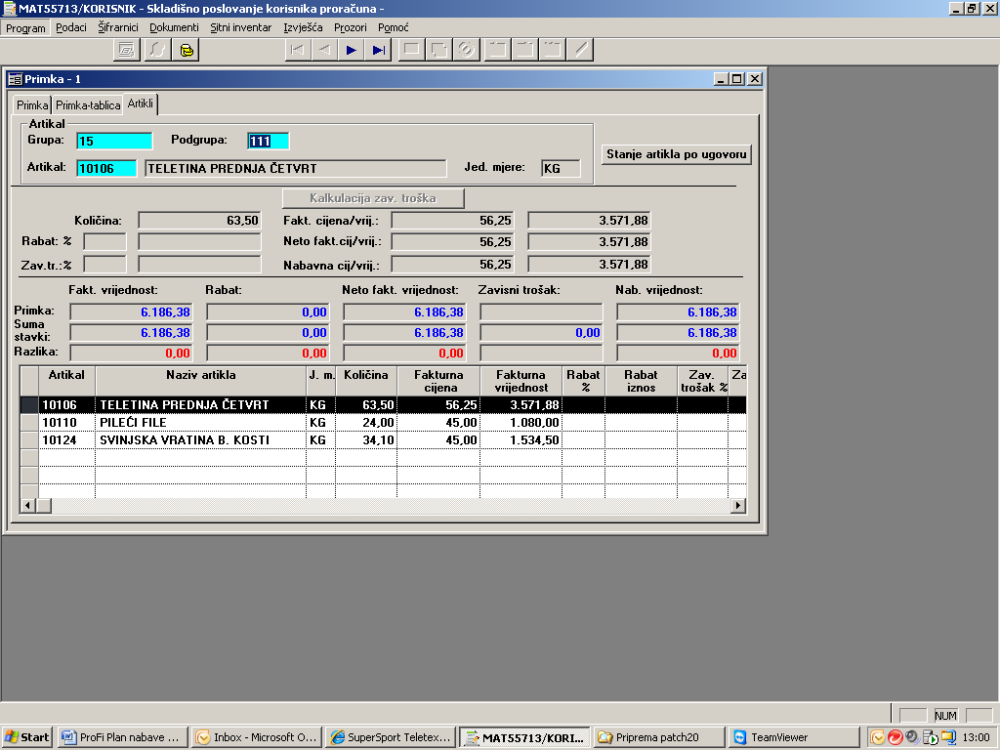 MAT55713/KORISNIK - Skladišno poslovanje korisnika proračuna -
Program Podaci Šifrarnici Dokumenti Sitni inventar Izvješća Prozori Pomoć
Primka - 1
Primka Primka-tablica Artikli
Artikal
Grupa: 15 Podgrupa: 111
Artikal: 10106 TELETINA PREDNJA ČETVRT Jed. mjere: KG
Stanje artikla po ugovoru
Kalkulacija zav. troška
Količina: 63,50 Fakt. cijena/vrij.: 56,25 3.571,88
Rabat: % Neto fakt.cij/vrij.: 56,25 3.571,88
Zav.tr.:% Nabavna cij/vrij.: 56,25 3.571,88
Fakt. vrijednost: Rabat: Neto fakt. vrijednost: Zavisni trošak: Nab. vrijednost:
Primka: 6.186,38 0,00 6.186,38 6.186,38
Suma
stavki: 6.186,38 0,00 6.186,38 0,00 6.186,38
Razlika: 0,00 0,00 0,00 0,00
Artikal Naziv artikla J. m. Količina Fakturna cijena Fakturna vrijednost Rabat % Rabat iznos Zav. trošak % Za
10106 TELETINA PREDNJA ČETVRT KG 63,50 56,25 3.571,88
10110 PILEĆI FILE KG 24,00 45,00 1.080,00
10124 SVINJSKA VRATINA B. KOSTI KG 34,10 45,00 1.534,50
NUM
Start ProFi Plan nabave ... Inbox - Microsoft O... SuperSport Teletex... MAT55713/KORI... Priprema patch20 TeamViewer 13:00